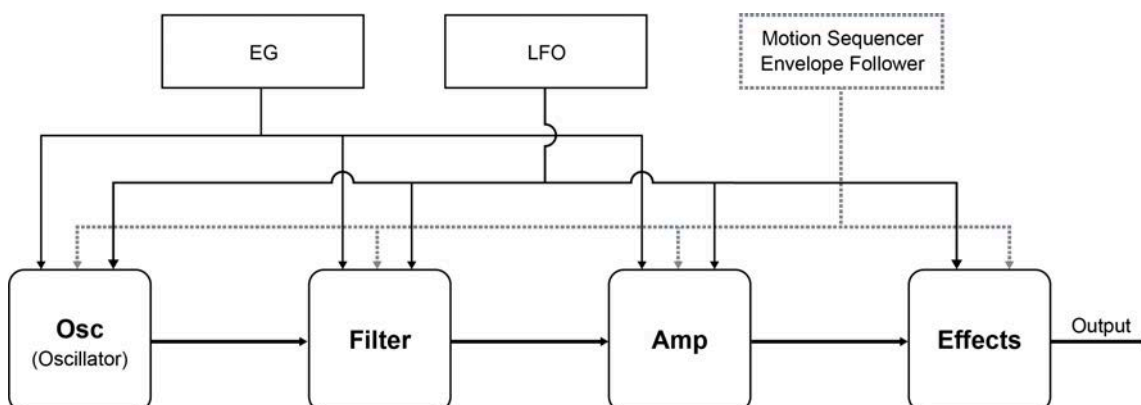 EG
LFO
Motion Sequencer
Envelope Follower
Osc
(Oscillator)
Filter
Amp
Effects
Output